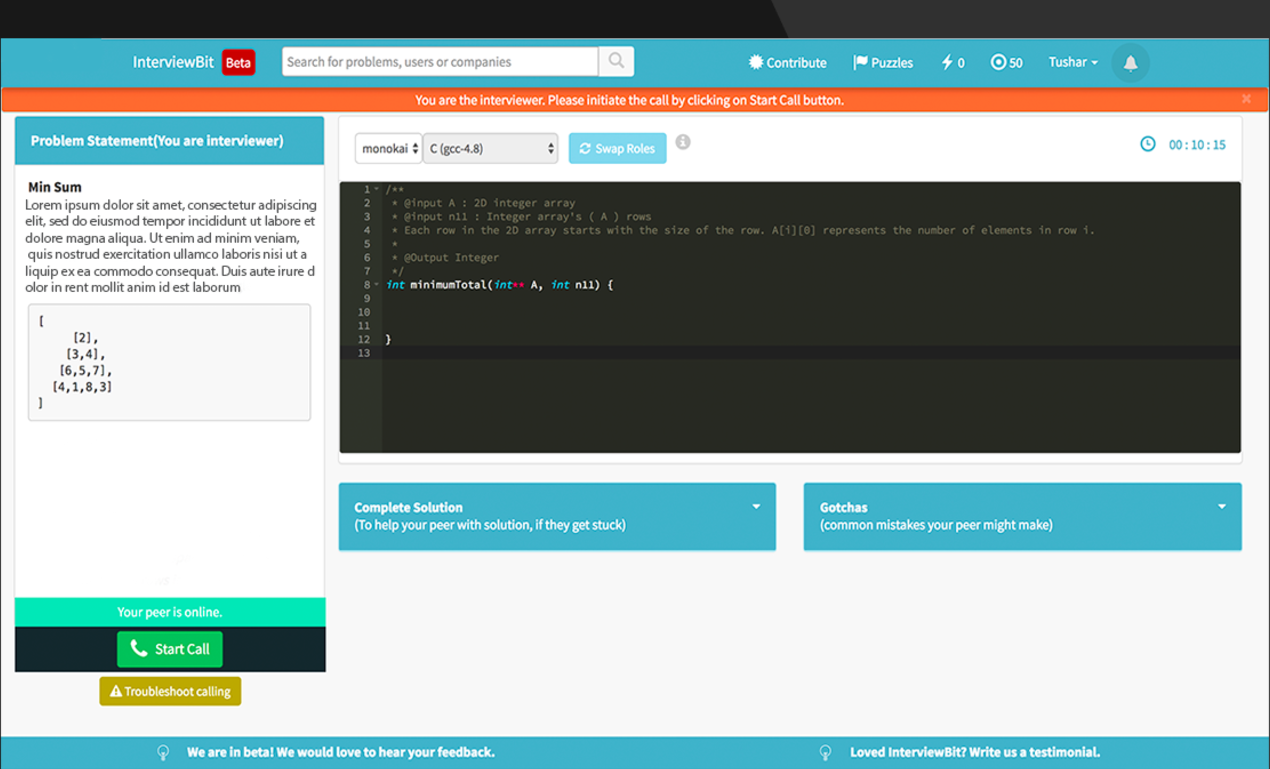 InterviewBit Beta Search for problems, users or companies Contribute Puzzles 0 50 Tushar
You are the interviewer. Please initiate the call by clicking on Start Call button. ×
Problem Statement(You are interviewer)
Min Sum
Lorem ipsum dolor sit amet, consectetur adipiscing
elit, sed do eiusmod tempor incididunt ut labore et
dolore magna aliqua. Ut enim ad minim veniam,
quis nostrud exercitation ullamco laboris nisi ut a
liquip ex ea commodo consequat. Duis aute irure d
olor in rent mollit anim id est laborum
[
[2],
[3,4],
[6,5,7],
[4,1,8,3]
]
Your peer is online.
Start Call
Troubleshoot calling
monokai C (gcc-4.8) Swap Roles 00:10:15
1 /**
2 * @input A : 2D integer array
3 * @input n11 : Integer array's ( A ) rows
4 * Each row in the 2D array starts with the size of the row. A[i][0] represents the number of elements in row i.
5 *
6 * @Output Integer
7 */
8 int minimumTotal(int** A, int n11) {
9
10
11
12 }
13
Complete Solution
(To help your peer with solution, if they get stuck)
Gotchas
(common mistakes your peer might make)
We are in beta! We would love to hear your feedback. Loved InterviewBit? Write us a testimonial.